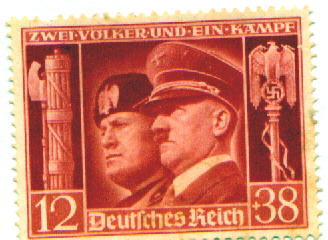 ZWEI·VÖLKER·UND·EIN·KAMPF
12 Deutsches Reich +38